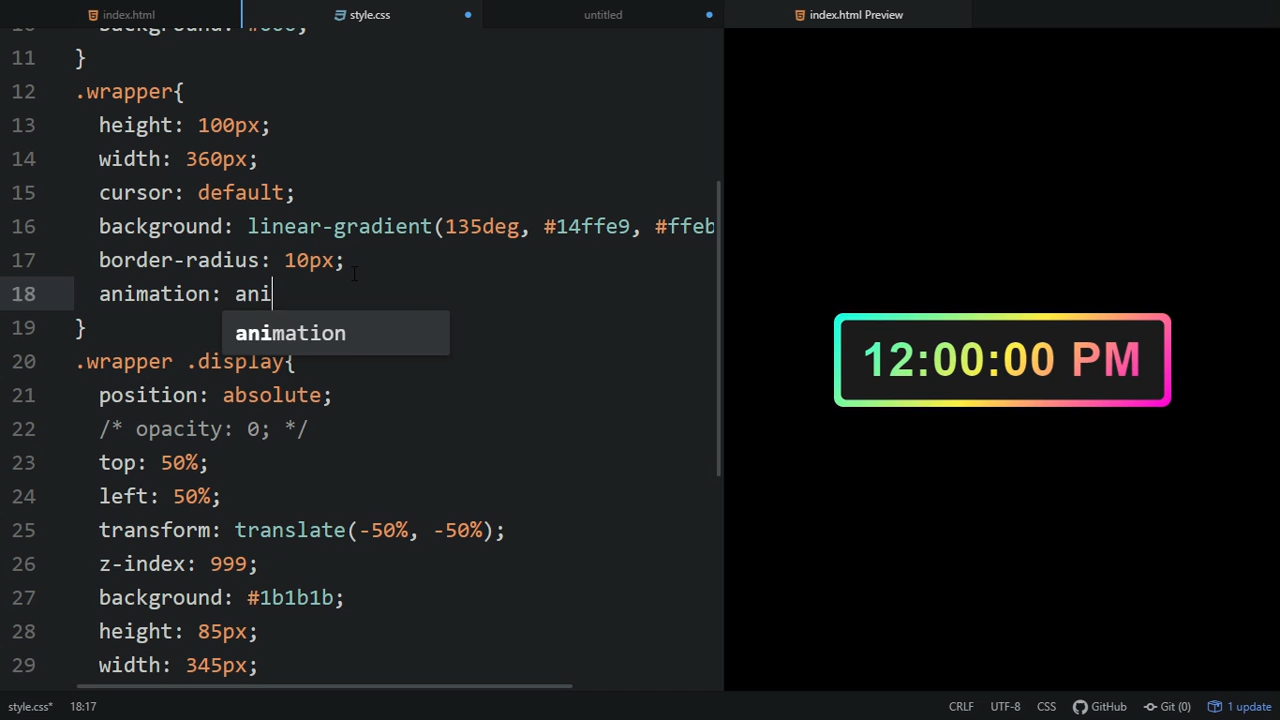 index.html
style.css
untitled
index.html Preview
11 }
12 .wrapper{
13 height: 100px;
14 width: 360px;
15 cursor: default;
16 background: linear-gradient(135deg, #14ffe9, #ffeb
17 border-radius: 10px;
18 animation: ani
animation
19 }
20 .wrapper .display{
21 position: absolute;
22 /* opacity: 0; */
23 top: 50%;
24 left: 50%;
25 transform: translate(-50%, -50%);
26 z-index: 999;
27 background: #1b1b1b;
28 height: 85px;
29 width: 345px;
12:00:00 PM
style.css* 18:17 CRLF UTF-8 CSS GitHub Git (0) 1 update